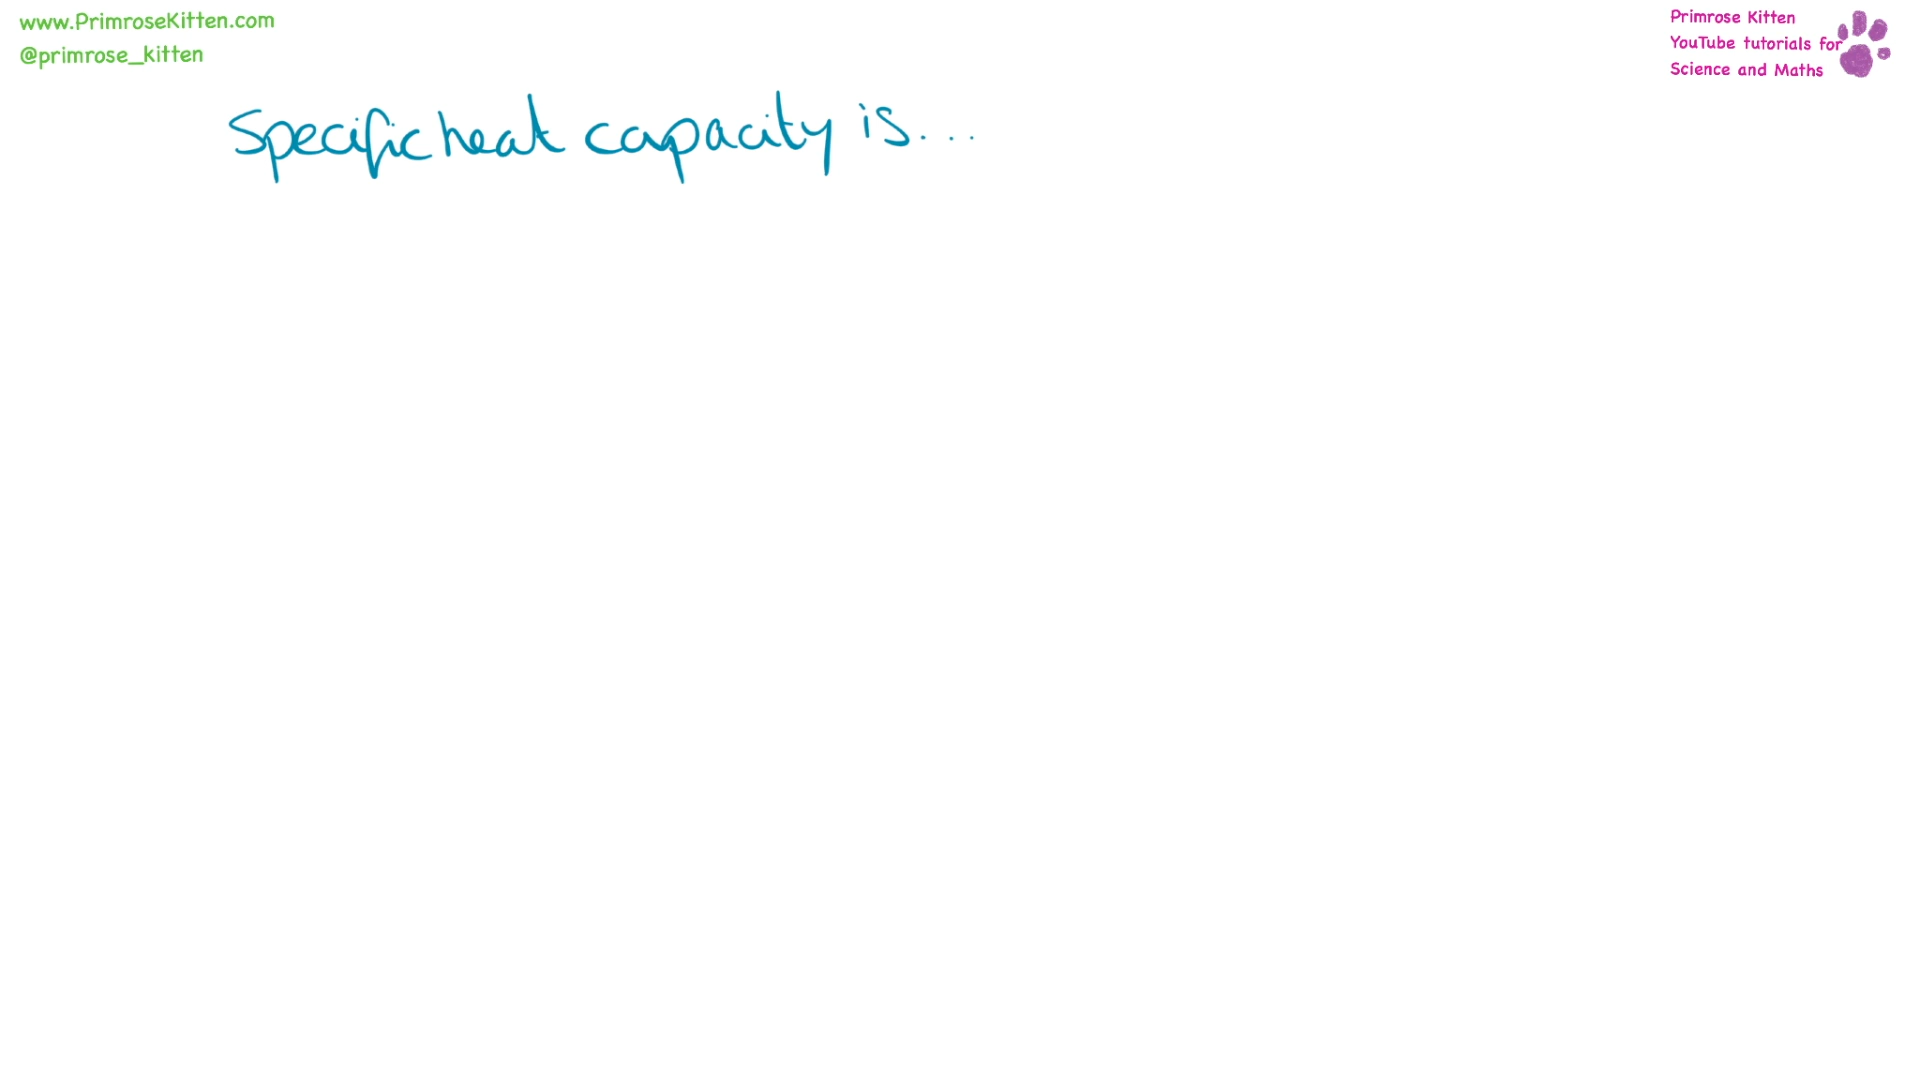 www.PrimroseKitten.com
@primrose_kitten
Primrose Kitten
YouTube tutorials for
Science and Maths
Specific heat capacity is...